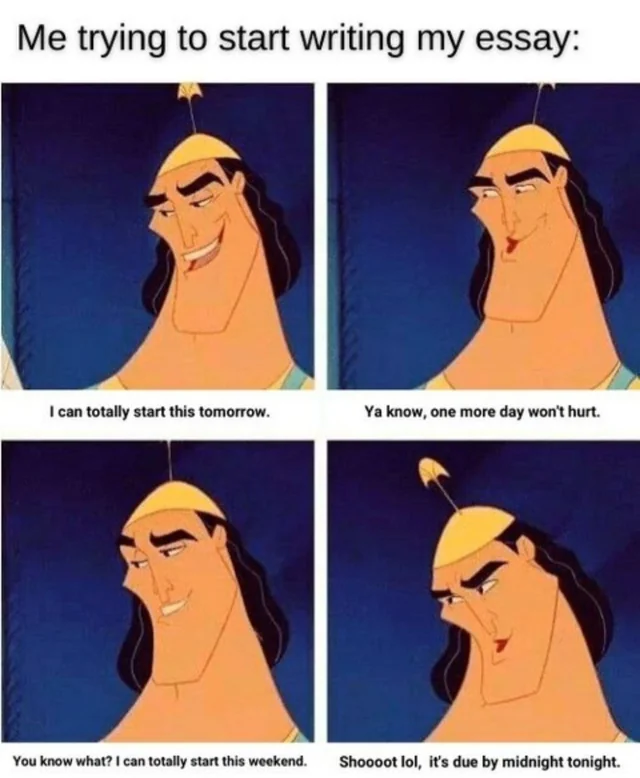 Me trying to start writing my essay:
I can totally start this tomorrow.
Ya know, one more day won't hurt.
You know what? I can totally start this weekend.
Shoooot lol, it's due by midnight tonight.